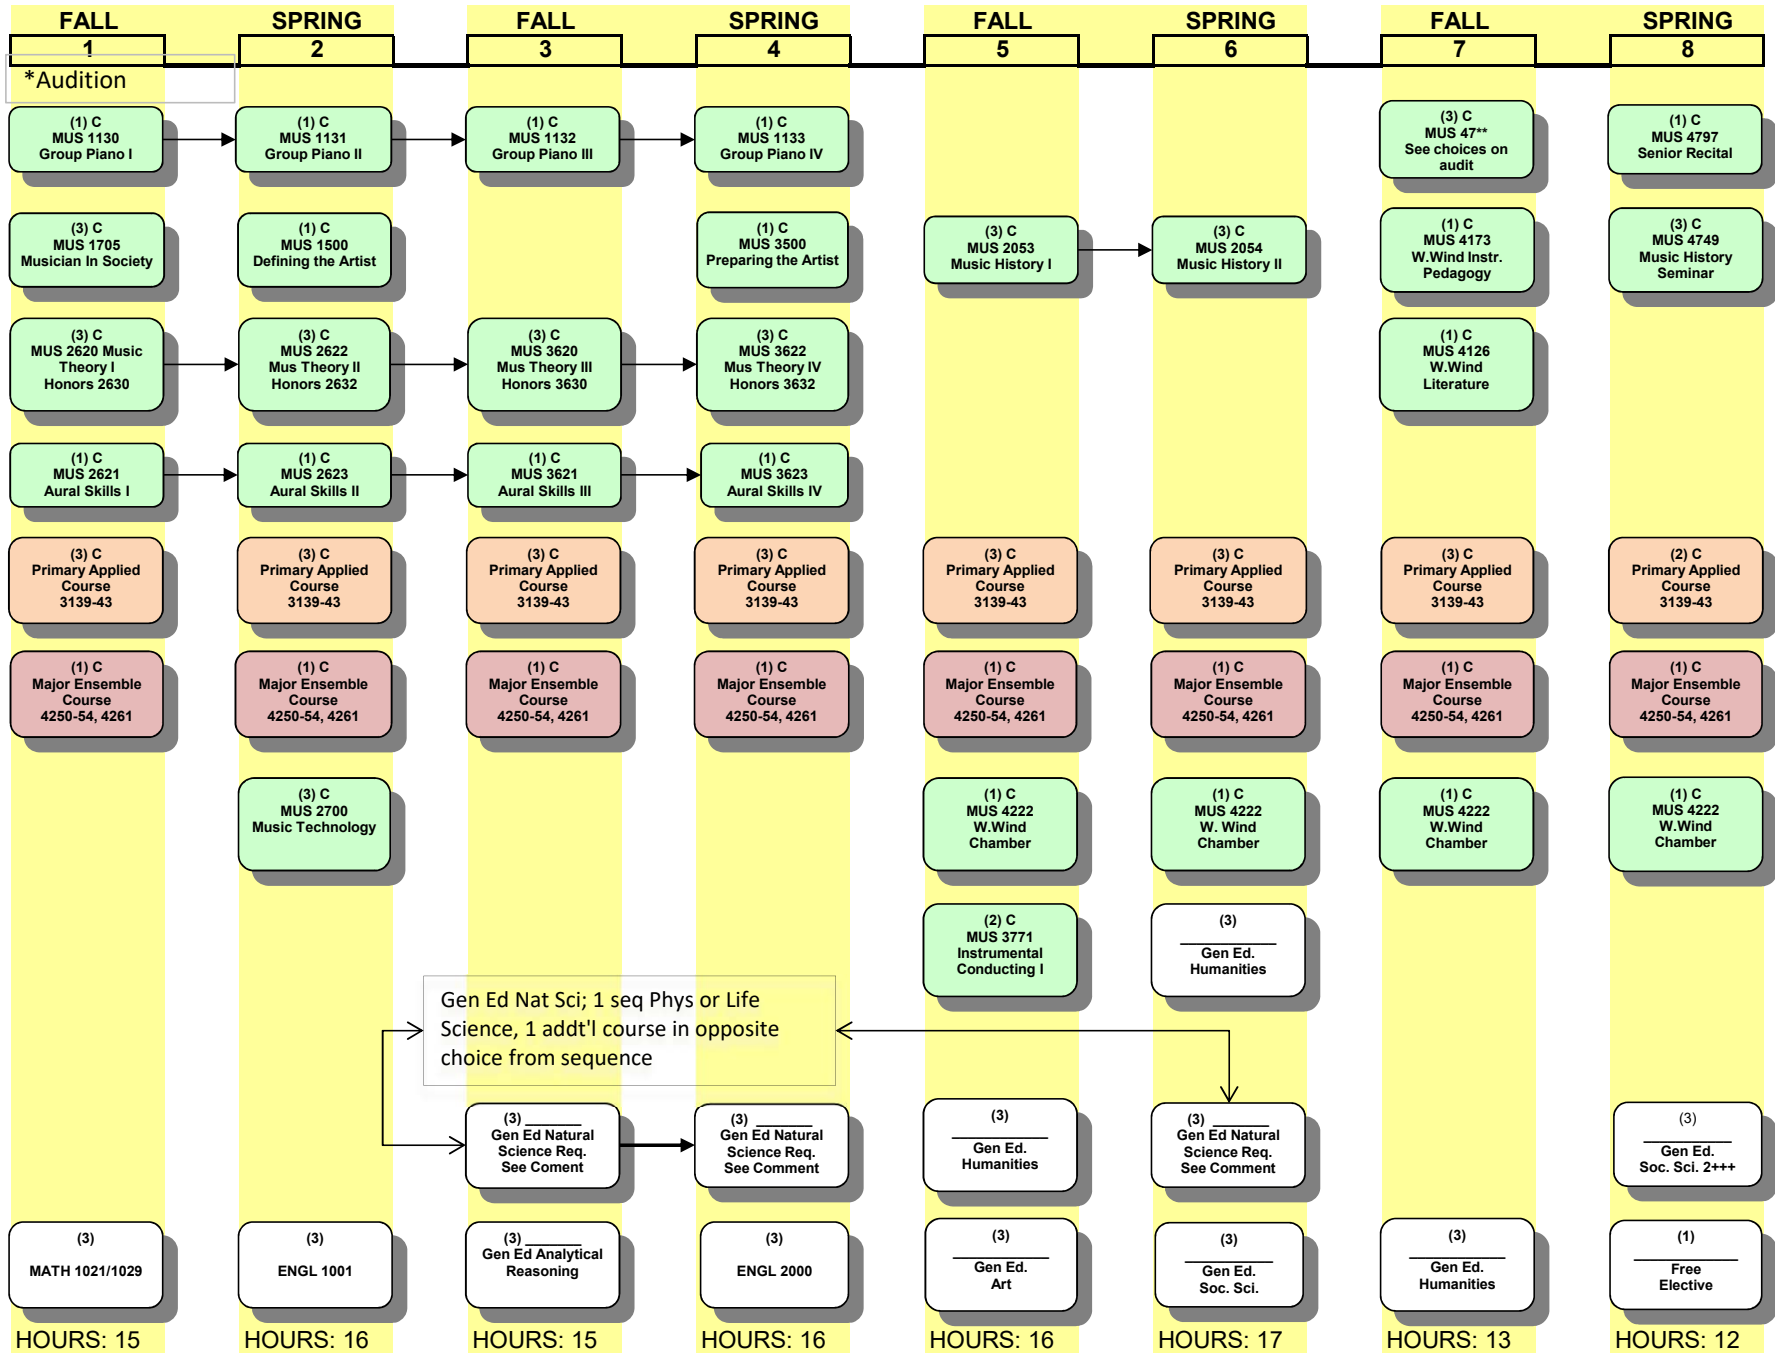 FALL
SPRING
FALL
SPRING
FALL
SPRING
FALL
SPRING
1
2
3
4
5
6
7
8
*Audition
(1) C
MUS 1130
Group Piano I
(1) C
MUS 1131
Group Piano II
(1) C
MUS 1132
Group Piano III
(1) C
MUS 1133
Group Piano IV
(3) C
MUS 47**
See choices on
audit
(1) C
MUS 4797
Senior Recital
(3) C
MUS 1705
Musician In Society
(1) C
MUS 1500
Defining the Artist
(1) C
MUS 3500
Preparing the Artist
(3) C
MUS 2053
Music History I
(3) C
MUS 2054
Music History II
(1) C
MUS 4173
W.Wind Instr.
Pedagogy
(3) C
MUS 4749
Music History
Seminar
(3) C
MUS 2620 Music
Theory I
Honors 2630
(3) C
MUS 2622
Mus Theory II
Honors 2632
(3) C
MUS 3620
Mus Theory III
Honors 3630
(3) C
MUS 3622
Mus Theory IV
Honors 3632
(1) C
MUS 4126
W.Wind
Literature
(1) C
MUS 2621
Aural Skills I
(1) C
MUS 2623
Aural Skills II
(1) C
MUS 3621
Aural Skills III
(1) C
MUS 3623
Aural Skills IV
(3) C
Primary Applied
Course
3139-43
(3) C
Primary Applied
Course
3139-43
(3) C
Primary Applied
Course
3139-43
(3) C
Primary Applied
Course
3139-43
(3) C
Primary Applied
Course
3139-43
(3) C
Primary Applied
Course
3139-43
(3) C
Primary Applied
Course
3139-43
(2) C
Primary Applied
Course
3139-43
(1) C
Major Ensemble
Course
4250-54, 4261
(1) C
Major Ensemble
Course
4250-54, 4261
(1) C
Major Ensemble
Course
4250-54, 4261
(1) C
Major Ensemble
Course
4250-54, 4261
(1) C
Major Ensemble
Course
4250-54, 4261
(1) C
Major Ensemble
Course
4250-54, 4261
(1) C
Major Ensemble
Course
4250-54, 4261
(1) C
Major Ensemble
Course
4250-54, 4261
(3) C
MUS 2700
Music Technology
(1) C
MUS 4222
W.Wind
Chamber
(1) C
MUS 4222
W. Wind
Chamber
(1) C
MUS 4222
W.Wind
Chamber
(1) C
MUS 4222
W.Wind
Chamber
(2) C
MUS 3771
Instrumental
Conducting I
(3)
Gen Ed.
Humanities
Gen Ed Nat Sci; 1 seq Phys or Life
Science, 1 addt'l course in opposite
choice from sequence
(3) _______
Gen Ed Natural
Science Req.
See Coment
(3) _______
Gen Ed Natural
Science Req.
See Comment
(3)
Gen Ed.
Humanities
(3) _______
Gen Ed Natural
Science Req.
See Comment
(3)
Gen Ed.
Soc. Sci. 2+++
(3)
MATH 1021/1029
(3)
ENGL 1001
(3) _______
Gen Ed Analytical
Reasoning
(3)
ENGL 2000
(3)
Gen Ed.
Art
(3)
Gen Ed.
Soc. Sci.
(3)
Gen Ed.
Humanities
(1)
Free
Elective
HOURS: 15
HOURS: 16
HOURS: 15
HOURS: 16
HOURS: 16
HOURS: 17
HOURS: 13
HOURS: 12